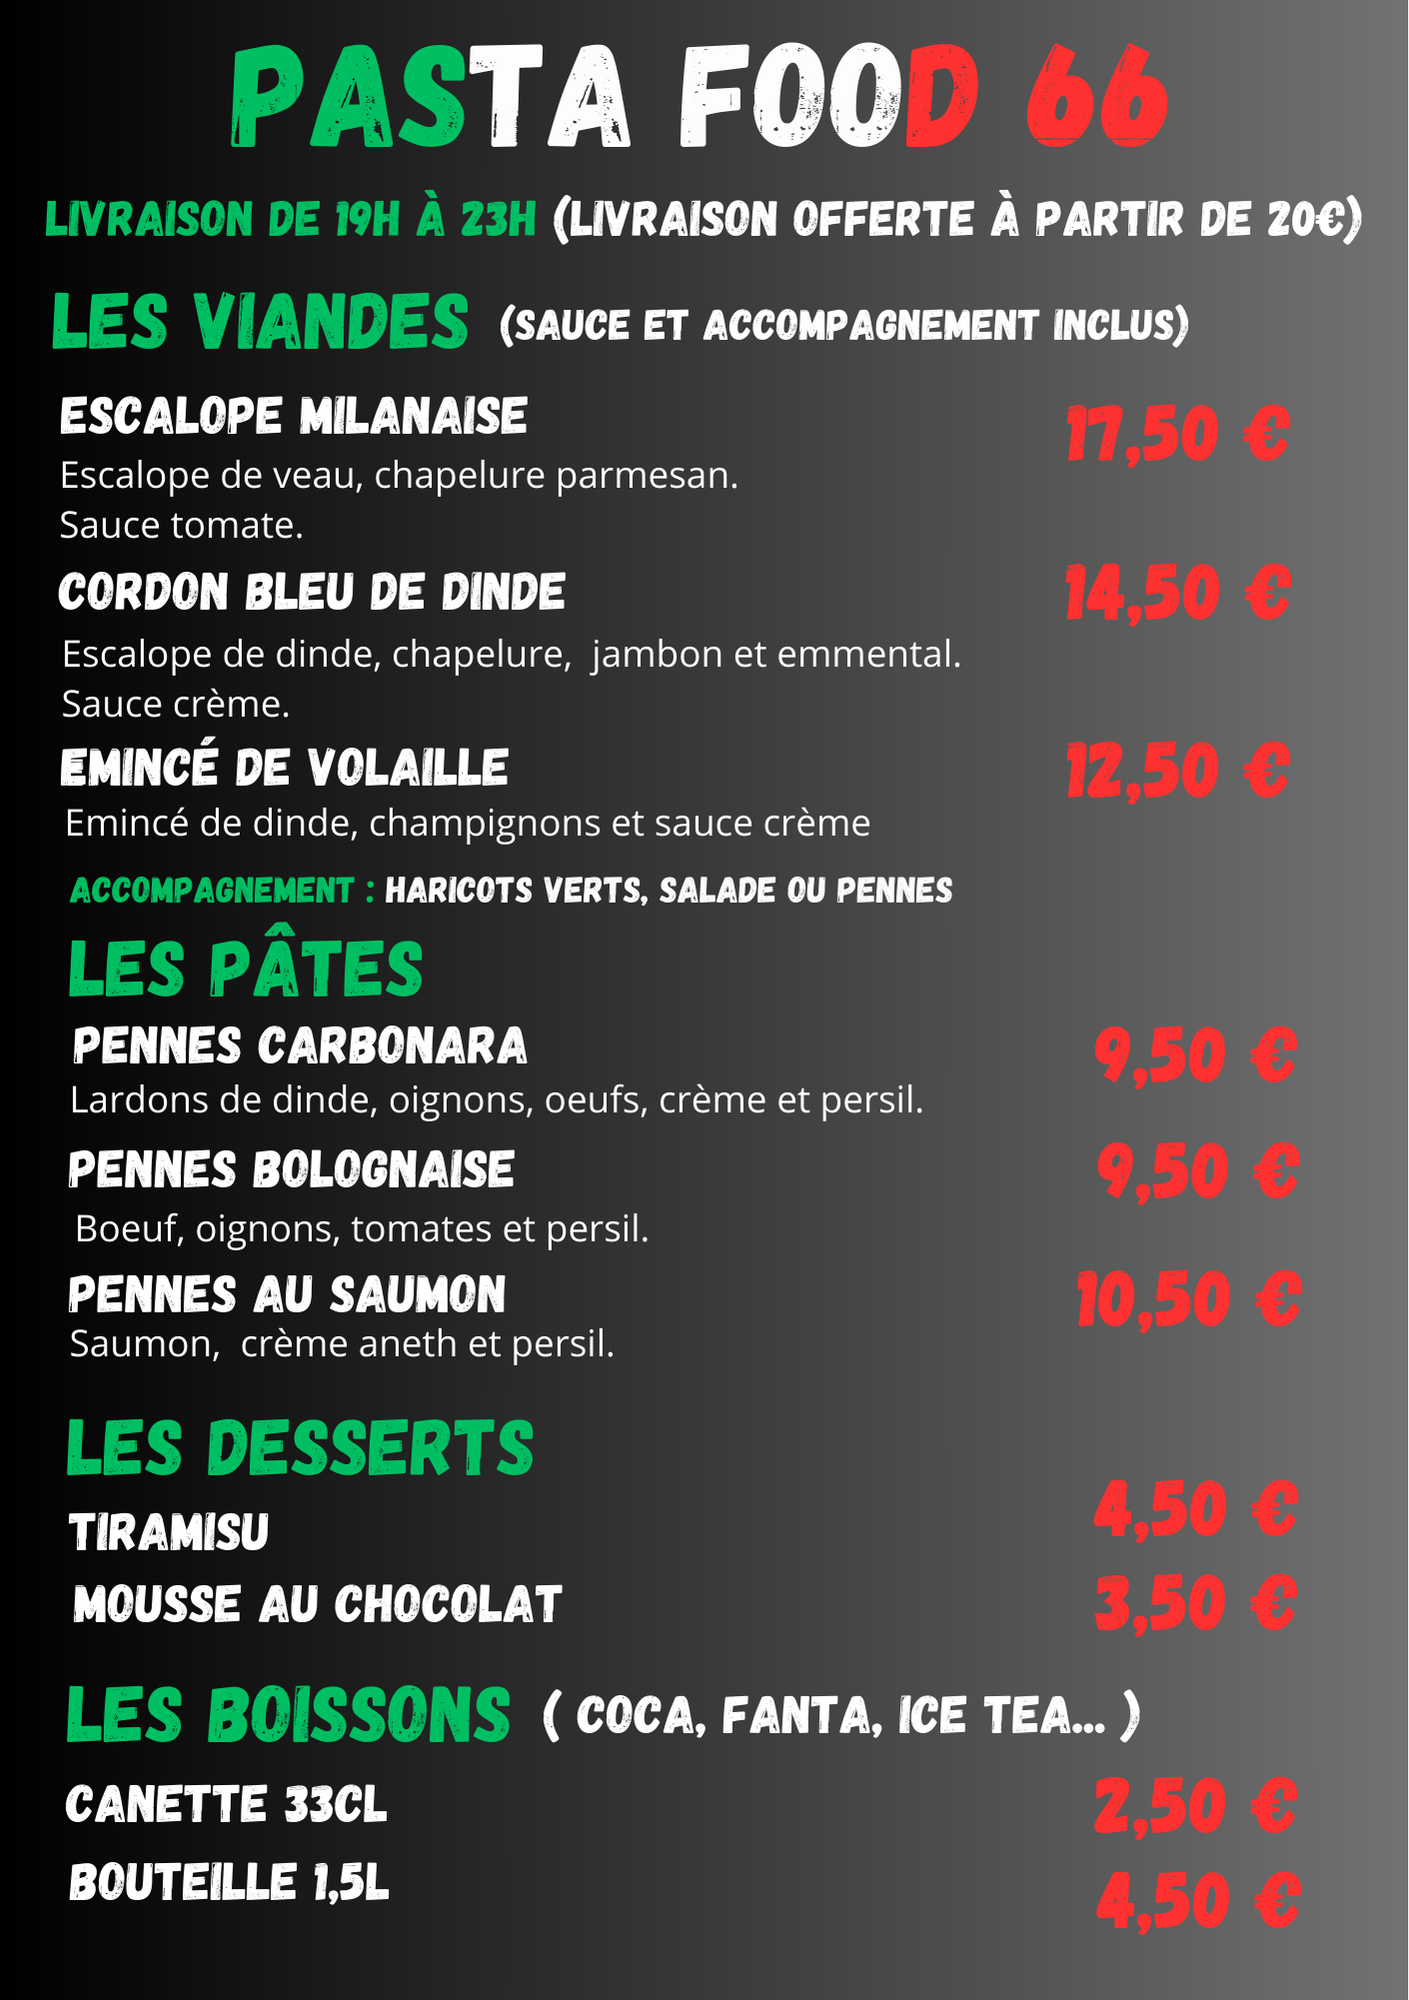 PASTA FOOD 66
LIVRAISON DE 19H À 23H (LIVRAISON OFFERTE À PARTIR DE 20€)
LES VIANDES (SAUCE ET ACCOMPAGNEMENT INCLUS)
ESCALOPE MILANAISE 17,50 €
Escalope de veau, chapelure parmesan.
Sauce tomate.
CORDON BLEU DE DINDE 14,50 €
Escalope de dinde, chapelure, jambon et emmental.
Sauce crème.
EMINCÉ DE VOLAILLE 12,50 €
Emincé de dinde, champignons et sauce crème
ACCOMPAGNEMENT : HARICOTS VERTS, SALADE OU PENNES
LES PÂTES
PENNES CARBONARA 9,50 €
Lardons de dinde, oignons, oeufs, crème et persil.
PENNES BOLOGNAISE 9,50 €
Boeuf, oignons, tomates et persil.
PENNES AU SAUMON 10,50 €
Saumon, crème aneth et persil.
LES DESSERTS
TIRAMISU 4,50 €
MOUSSE AU CHOCOLAT 3,50 €
LES BOISSONS ( COCA, FANTA, ICE TEA... )
CANETTE 33CL 2,50 €
BOUTEILLE 1,5L 4,50 €